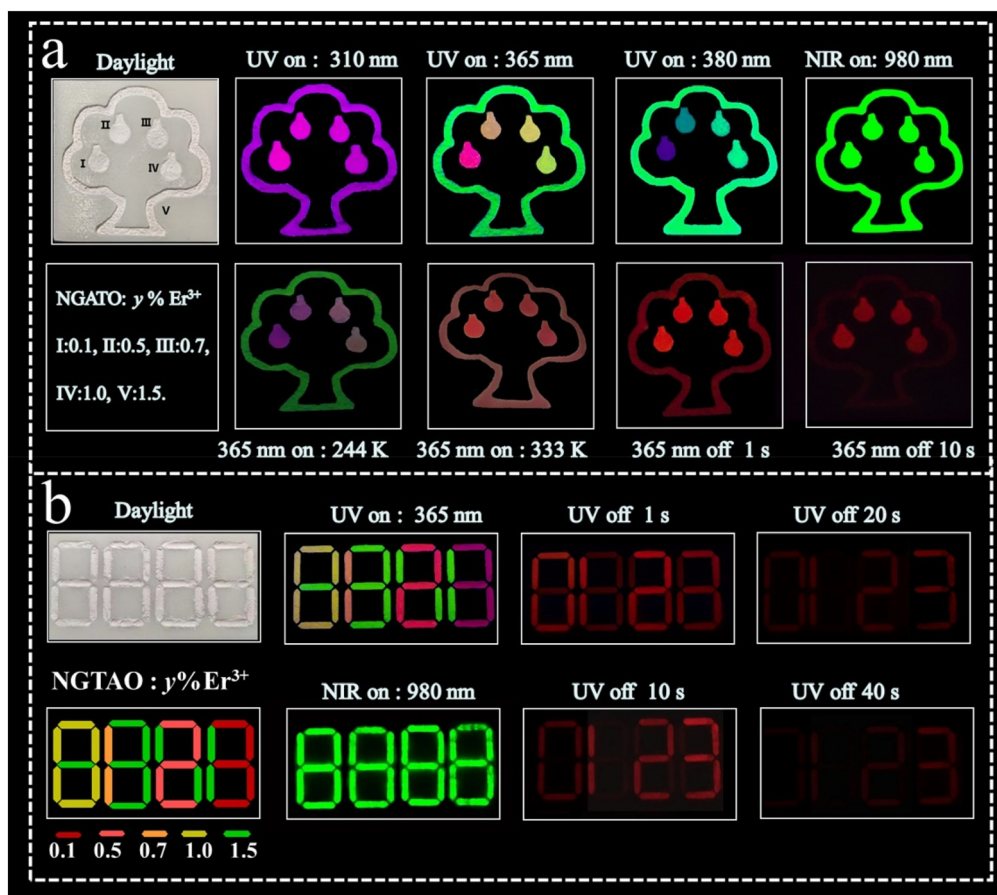 a
Daylight
UV on : 310 nm
UV on : 365 nm
UV on : 380 nm
NIR on: 980 nm
I
II
III
IV
V
NGATO: y % Er³⁺
I:0.1, II:0.5, III:0.7,
IV:1.0, V:1.5.
365 nm on : 244 K
365 nm on : 333 K
365 nm off 1 s
365 nm off 10 s
b
Daylight
UV on : 365 nm
UV off 1 s
UV off 20 s
NGTAO : y%Er³⁺
NIR on : 980 nm
UV off 10 s
UV off 40 s
0.1 0.5 0.7 1.0 1.5